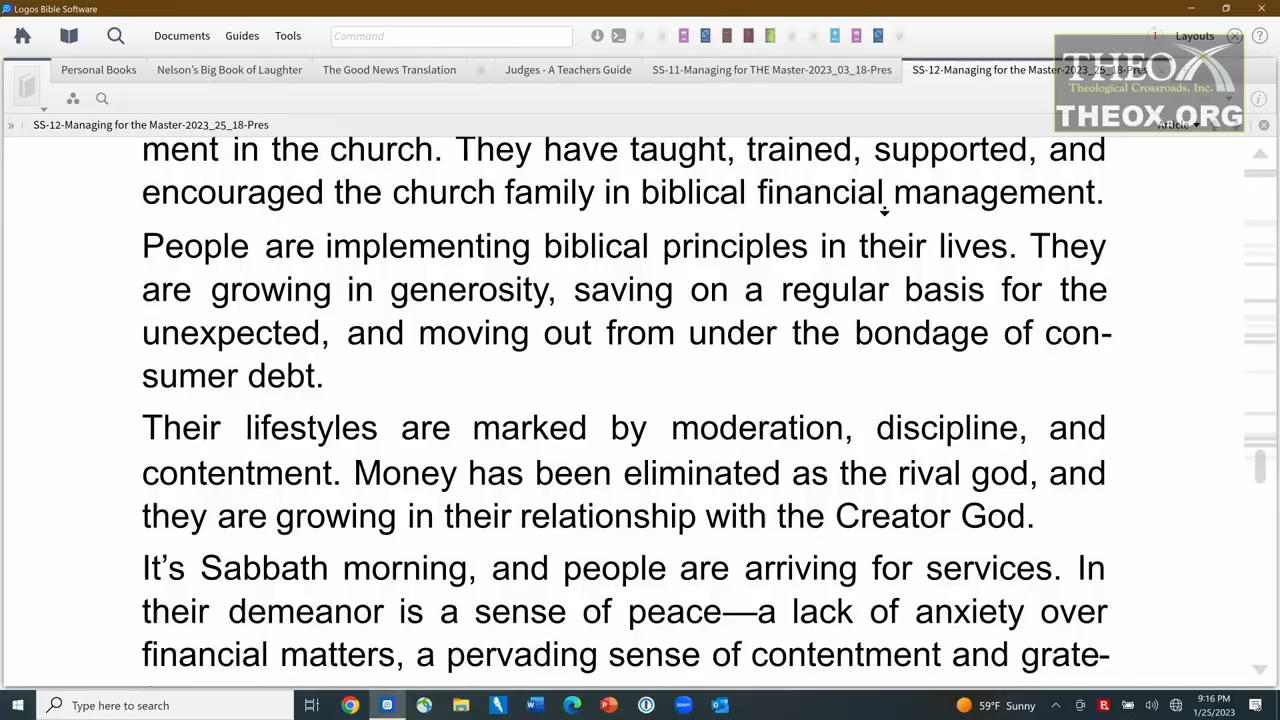 Logos Bible Software
Documents Guides Tools Command Layouts
THEOX
Theological Crossroads, Inc.
THEOX.ORG
Personal Books Nelson's Big Book of Laughter Judges - A Teachers Guide SS-11-Managing for THE Master-2023_03_18-Pres SS-12-Managing for the Master-2023_25_18-Pres
SS-12-Managing for the Master-2023_25_18-Pres Article
ment in the church. They have taught, trained, supported, and
encouraged the church family in biblical financial management.
People are implementing biblical principles in their lives. They
are growing in generosity, saving on a regular basis for the
unexpected, and moving out from under the bondage of con-
sumer debt.
Their lifestyles are marked by moderation, discipline, and
contentment. Money has been eliminated as the rival god, and
they are growing in their relationship with the Creator God.
It's Sabbath morning, and people are arriving for services. In
their demeanor is a sense of peace—a lack of anxiety over
financial matters, a pervading sense of contentment and grate-
Type here to search
zoom
59°F Sunny
9:16 PM
1/25/2023